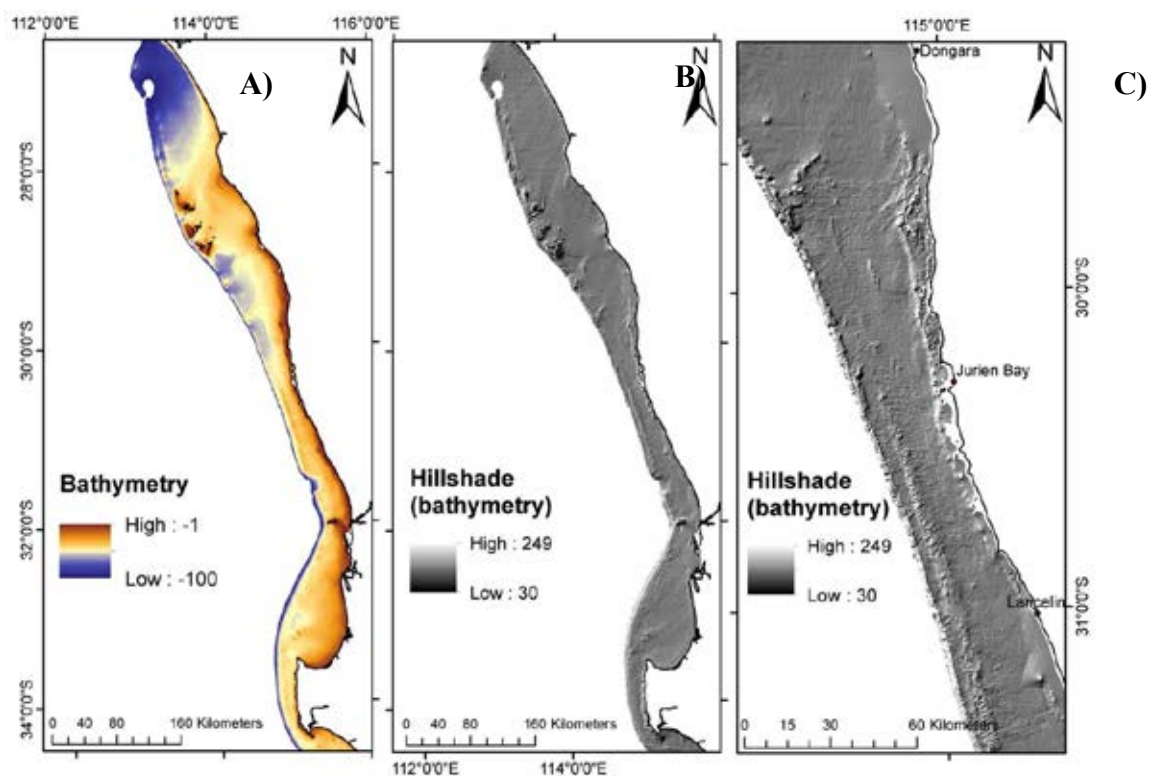 112°0'0"E
114°0'0"E
116°0'0"E
N
A)
28°0'0"S
30°0'0"S
32°0'0"S
34°0'0"S
Bathymetry
High : -1
Low : -100
0 40 80 160 Kilometers
114°0'0"E
N
B)
Hillshade
(bathymetry)
High : 249
Low : 30
0 40 80 160 Kilometers
112°0'0"E
114°0'0"E
115°0'0"E
N
C)
Dongara
30°0'0"S
Jurien Bay
Hillshade
(bathymetry)
High : 249
Low : 30
Lancelin
31°0'0"S
0 15 30 60 Kilometers